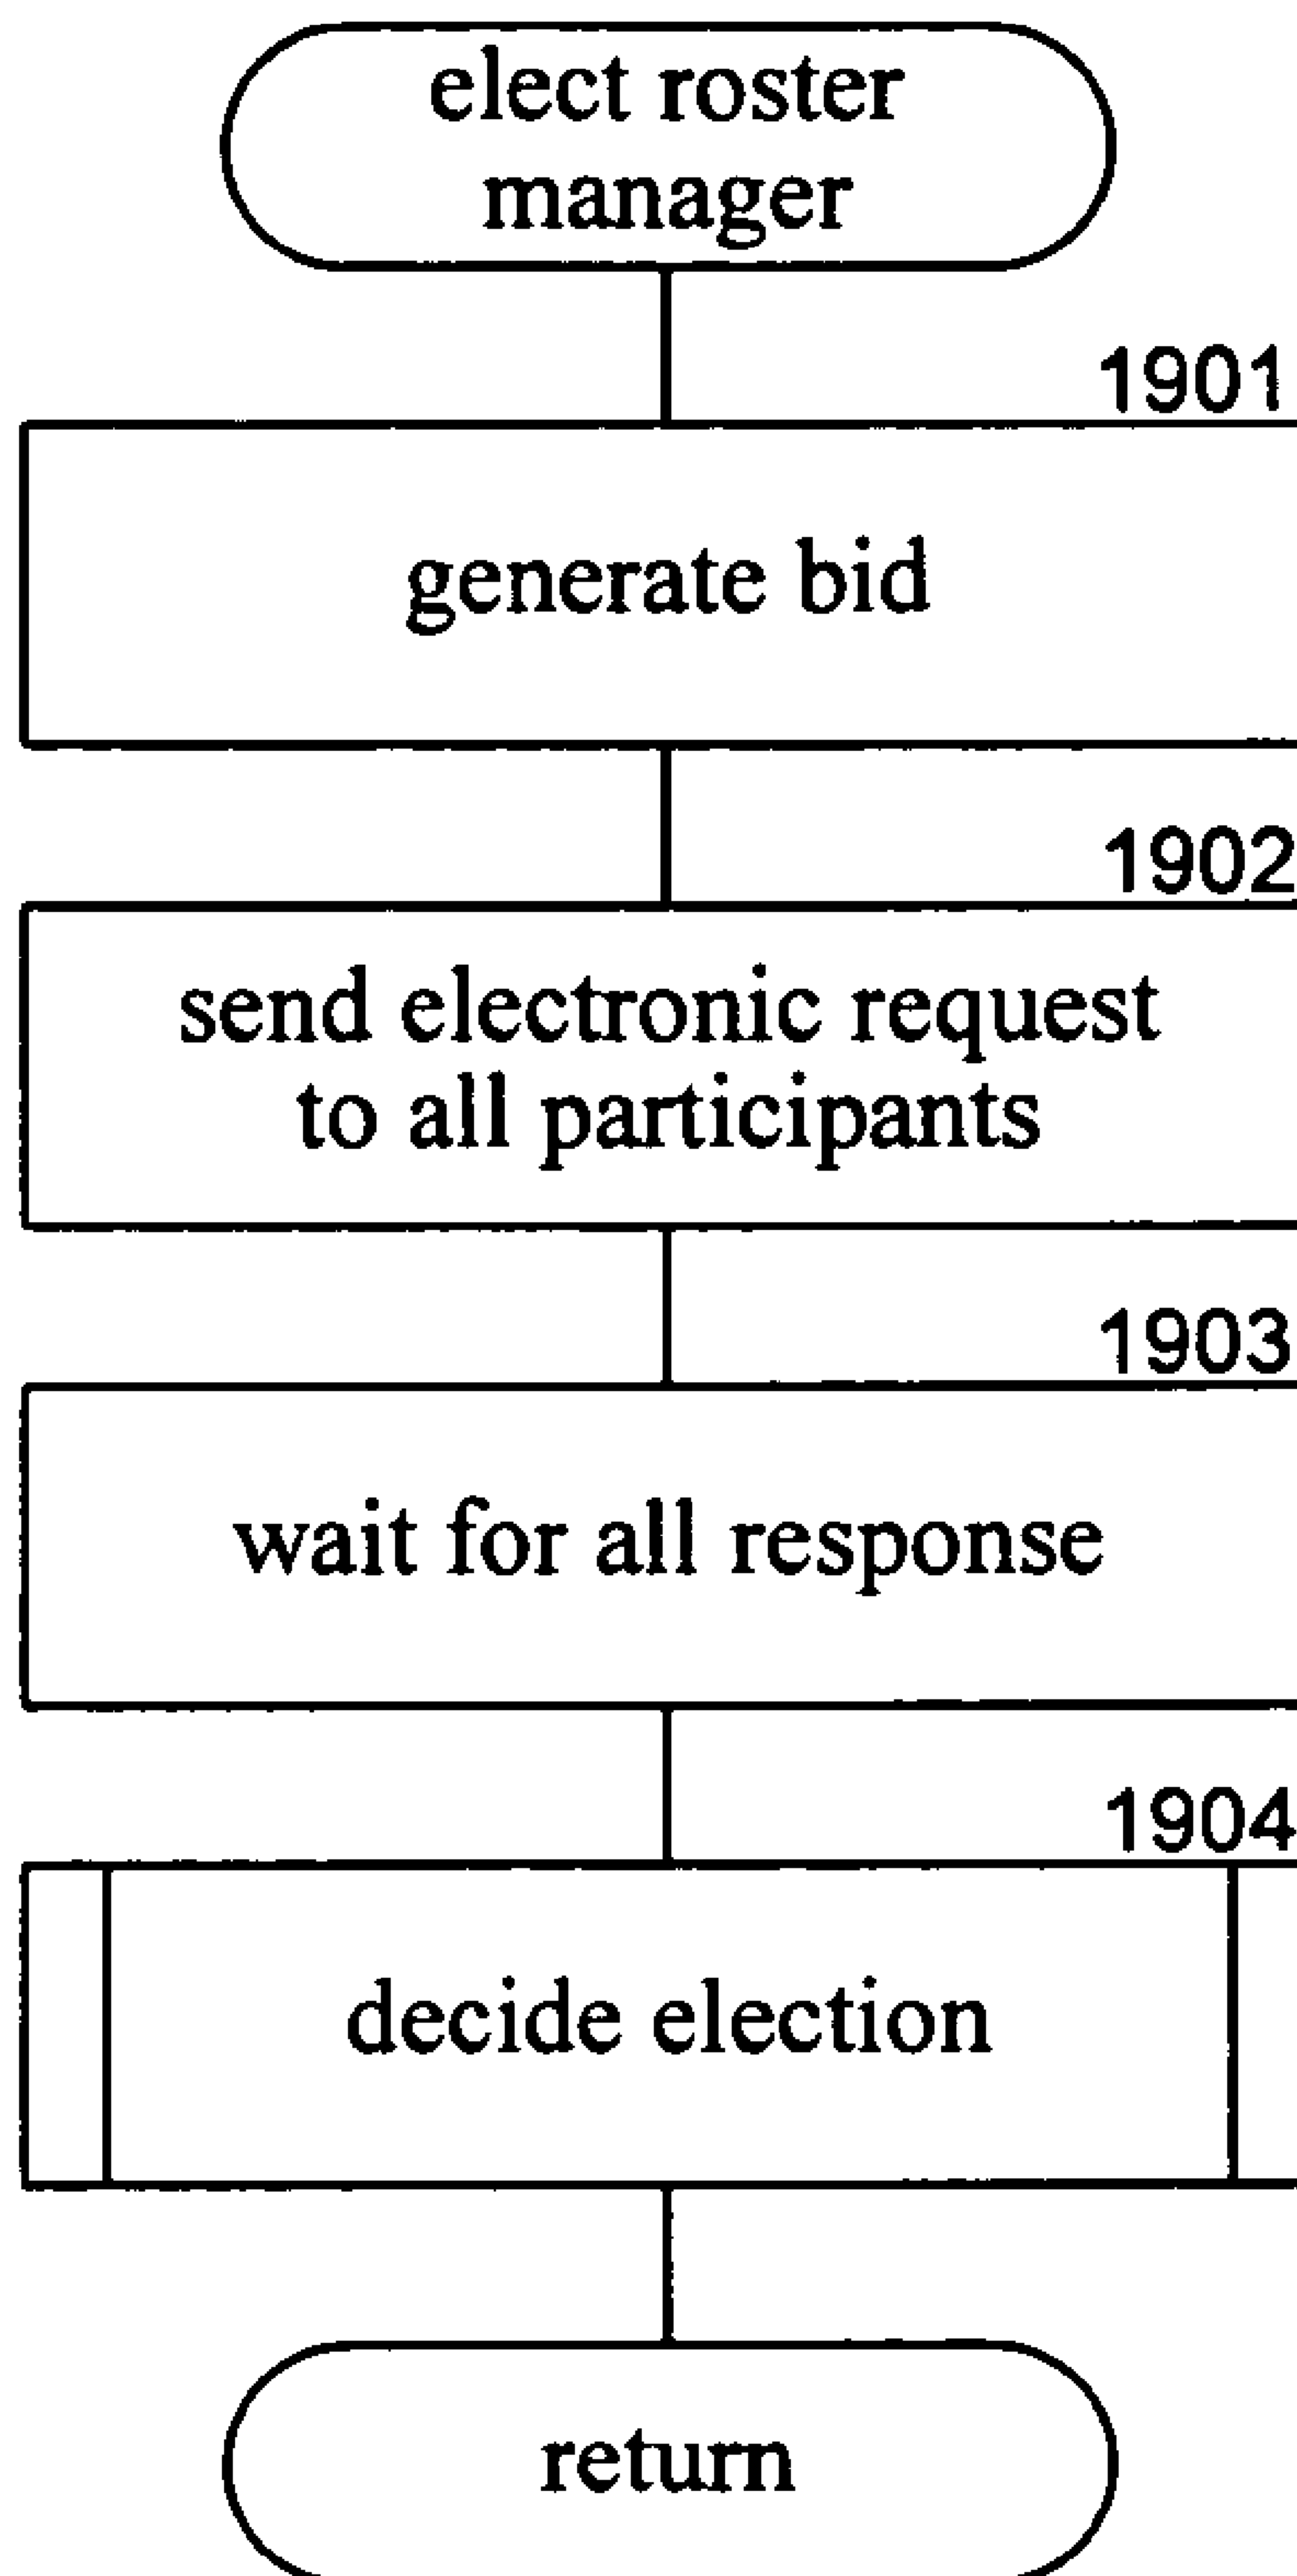 elect roster
manager
1901
generate bid
1902
send electronic request
to all participants
1903
wait for all response
1904
decide election
return